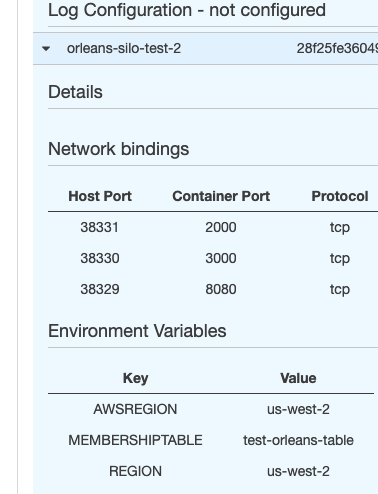 Log Configuration - not configured
orleans-silo-test-2 28f25fe36049
Details
Network bindings
Host Port Container Port Protocol
38331 2000 tcp
38330 3000 tcp
38329 8080 tcp
Environment Variables
Key Value
AWSREGION us-west-2
MEMBERSHIPTABLE test-orleans-table
REGION us-west-2